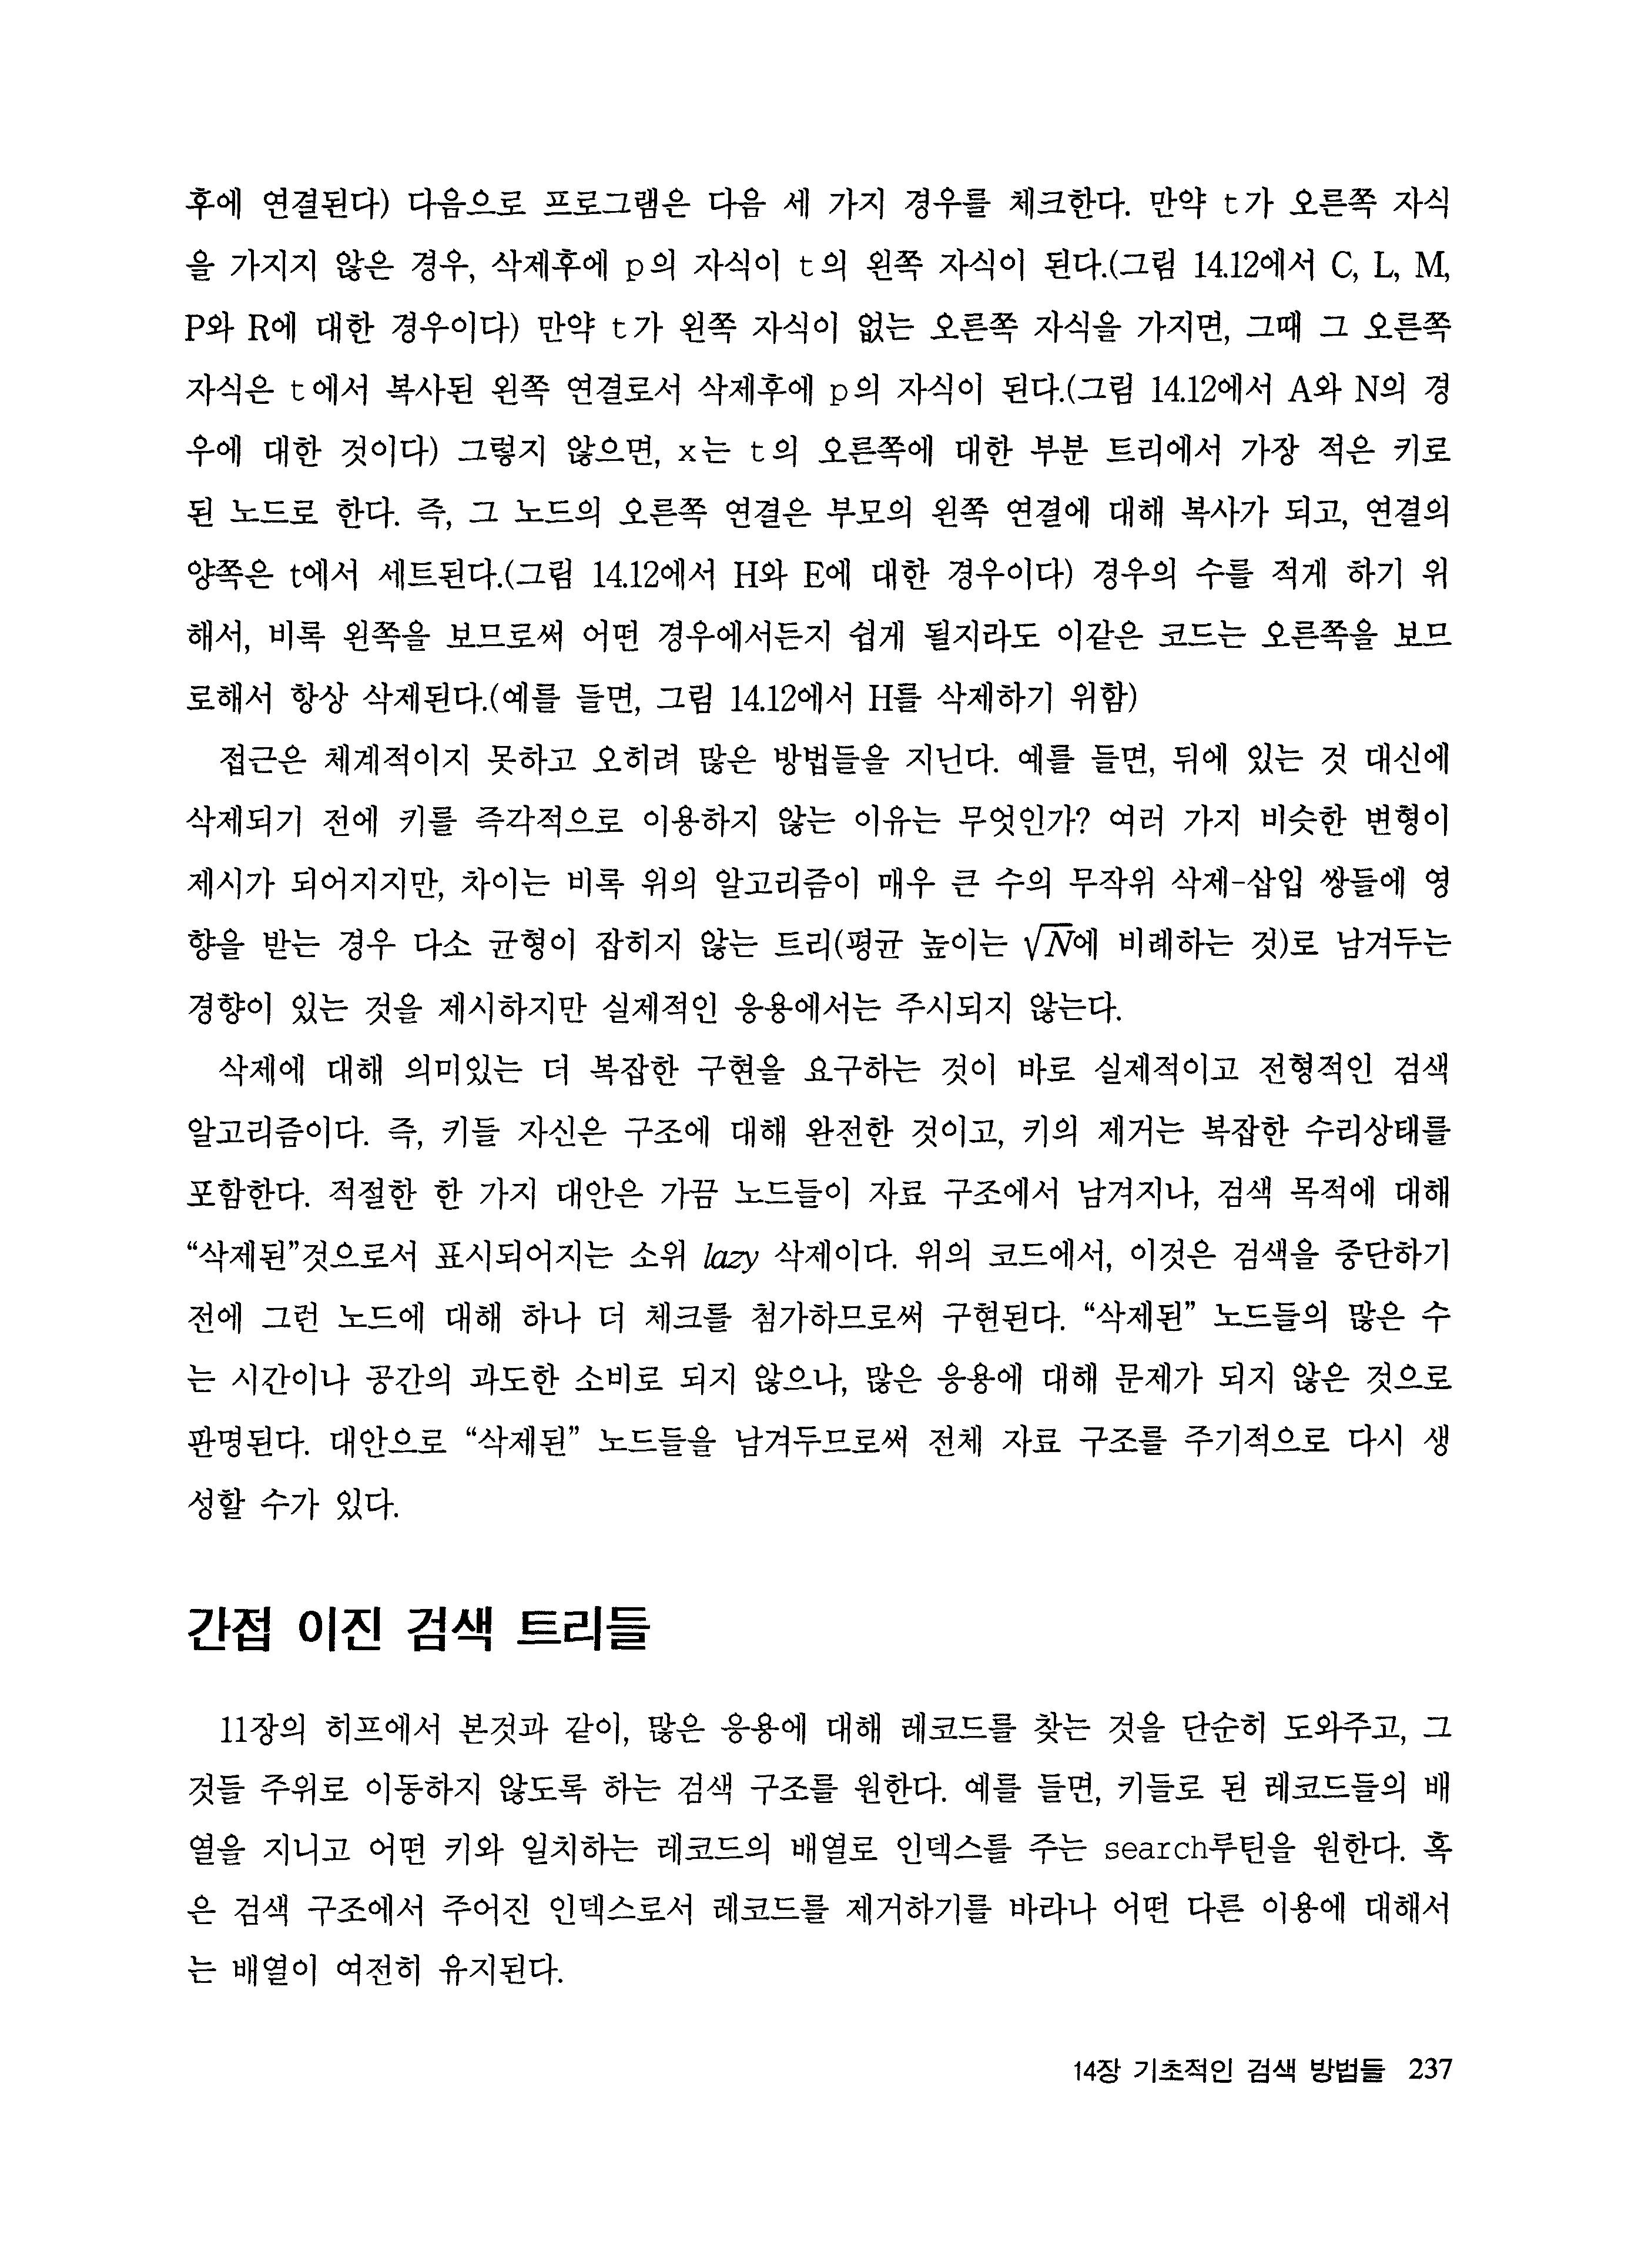 후에 연결된다) 다음으로 프로그램은 다음 세 가지 경우를 체크한다. 만약 t가 오른쪽 자식
을 가지지 않은 경우, 삭제후에 p의 자식이 t의 왼쪽 자식이 된다.(그림 14.12에서 C, L, M,
P와 R에 대한 경우이다) 만약 t가 왼쪽 자식이 없는 오른쪽 자식을 가지면, 그때 그 오른쪽
자식은 t에서 복사된 왼쪽 연결로서 삭제후에 p의 자식이 된다.(그림 14.12에서 A와 N의 경
우에 대한 것이다) 그렇지 않으면, x는 t의 오른쪽에 대한 부분 트리에서 가장 적은 키로
된 노드로 한다. 즉, 그 노드의 오른쪽 연결은 부모의 왼쪽 연결에 대해 복사가 되고, 연결의
양쪽은 t에서 세트된다.(그림 14.12에서 H와 E에 대한 경우이다) 경우의 수를 적게 하기 위
해서, 비록 왼쪽을 보므로써 어떤 경우에서든지 쉽게 될지라도 이같은 코드는 오른쪽을 보므
로해서 항상 삭제된다.(예를 들면, 그림 14.12에서 H를 삭제하기 위함)
접근은 체계적이지 못하고 오히려 많은 방법들을 지닌다. 예를 들면, 뒤에 있는 것 대신에
삭제되기 전에 키를 즉각적으로 이용하지 않는 이유는 무엇인가? 여러 가지 비슷한 변형이
제시가 되어지지만, 차이는 비록 위의 알고리즘이 매우 큰 수의 무작위 삭제-삽입 쌍들에 영
향을 받는 경우 다소 균형이 잡히지 않는 트리(평균 높이는 √N에 비례하는 것)로 남겨두는
경향이 있는 것을 제시하지만 실제적인 응용에서는 주시되지 않는다.
삭제에 대해 의미있는 더 복잡한 구현을 요구하는 것이 바로 실제적이고 전형적인 검색
알고리즘이다. 즉, 키들 자신은 구조에 대해 완전한 것이고, 키의 제거는 복잡한 수리상태를
포함한다. 적절한 한 가지 대안은 가끔 노드들이 자료 구조에서 남겨지나, 검색 목적에 대해
“삭제된”것으로서 표시되어지는 소위 lazy 삭제이다. 위의 코드에서, 이것은 검색을 중단하기
전에 그런 노드에 대해 하나 더 체크를 첨가하므로써 구현된다. “삭제된” 노드들의 많은 수
는 시간이나 공간의 과도한 소비로 되지 않으나, 많은 응용에 대해 문제가 되지 않은 것으로
판명된다. 대안으로 “삭제된” 노드들을 남겨두므로써 전체 자료 구조를 주기적으로 다시 생
성할 수가 있다.
간접 이진 검색 트리들
11장의 히프에서 본것과 같이, 많은 응용에 대해 레코드를 찾는 것을 단순히 도와주고, 그
것들 주위로 이동하지 않도록 하는 검색 구조를 원한다. 예를 들면, 키들로 된 레코드들의 배
열을 지니고 어떤 키와 일치하는 레코드의 배열로 인덱스를 주는 search루틴을 원한다. 혹
은 검색 구조에서 주어진 인덱스로서 레코드를 제거하기를 바라나 어떤 다른 이용에 대해서
는 배열이 여전히 유지된다.
14장 기초적인 검색 방법들 237